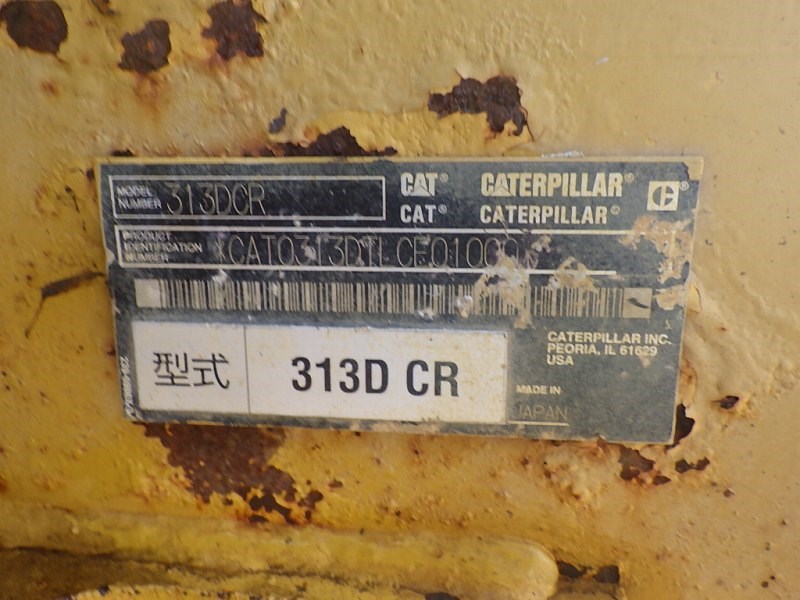 MODEL NUMBER 313DCR
CAT® CATERPILLAR®
CAT® CATERPILLAR®
PRODUCT IDENTIFICATION NUMBER
型式 313D CR
CATERPILLAR INC.
PEORIA, IL 61629
USA
MADE IN
JAPAN